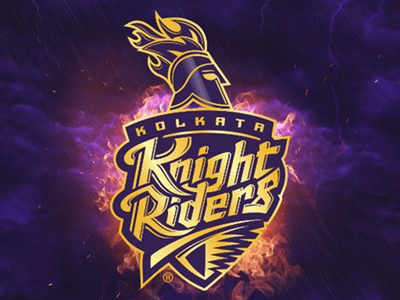 KOLKATA
Knight
Riders
®